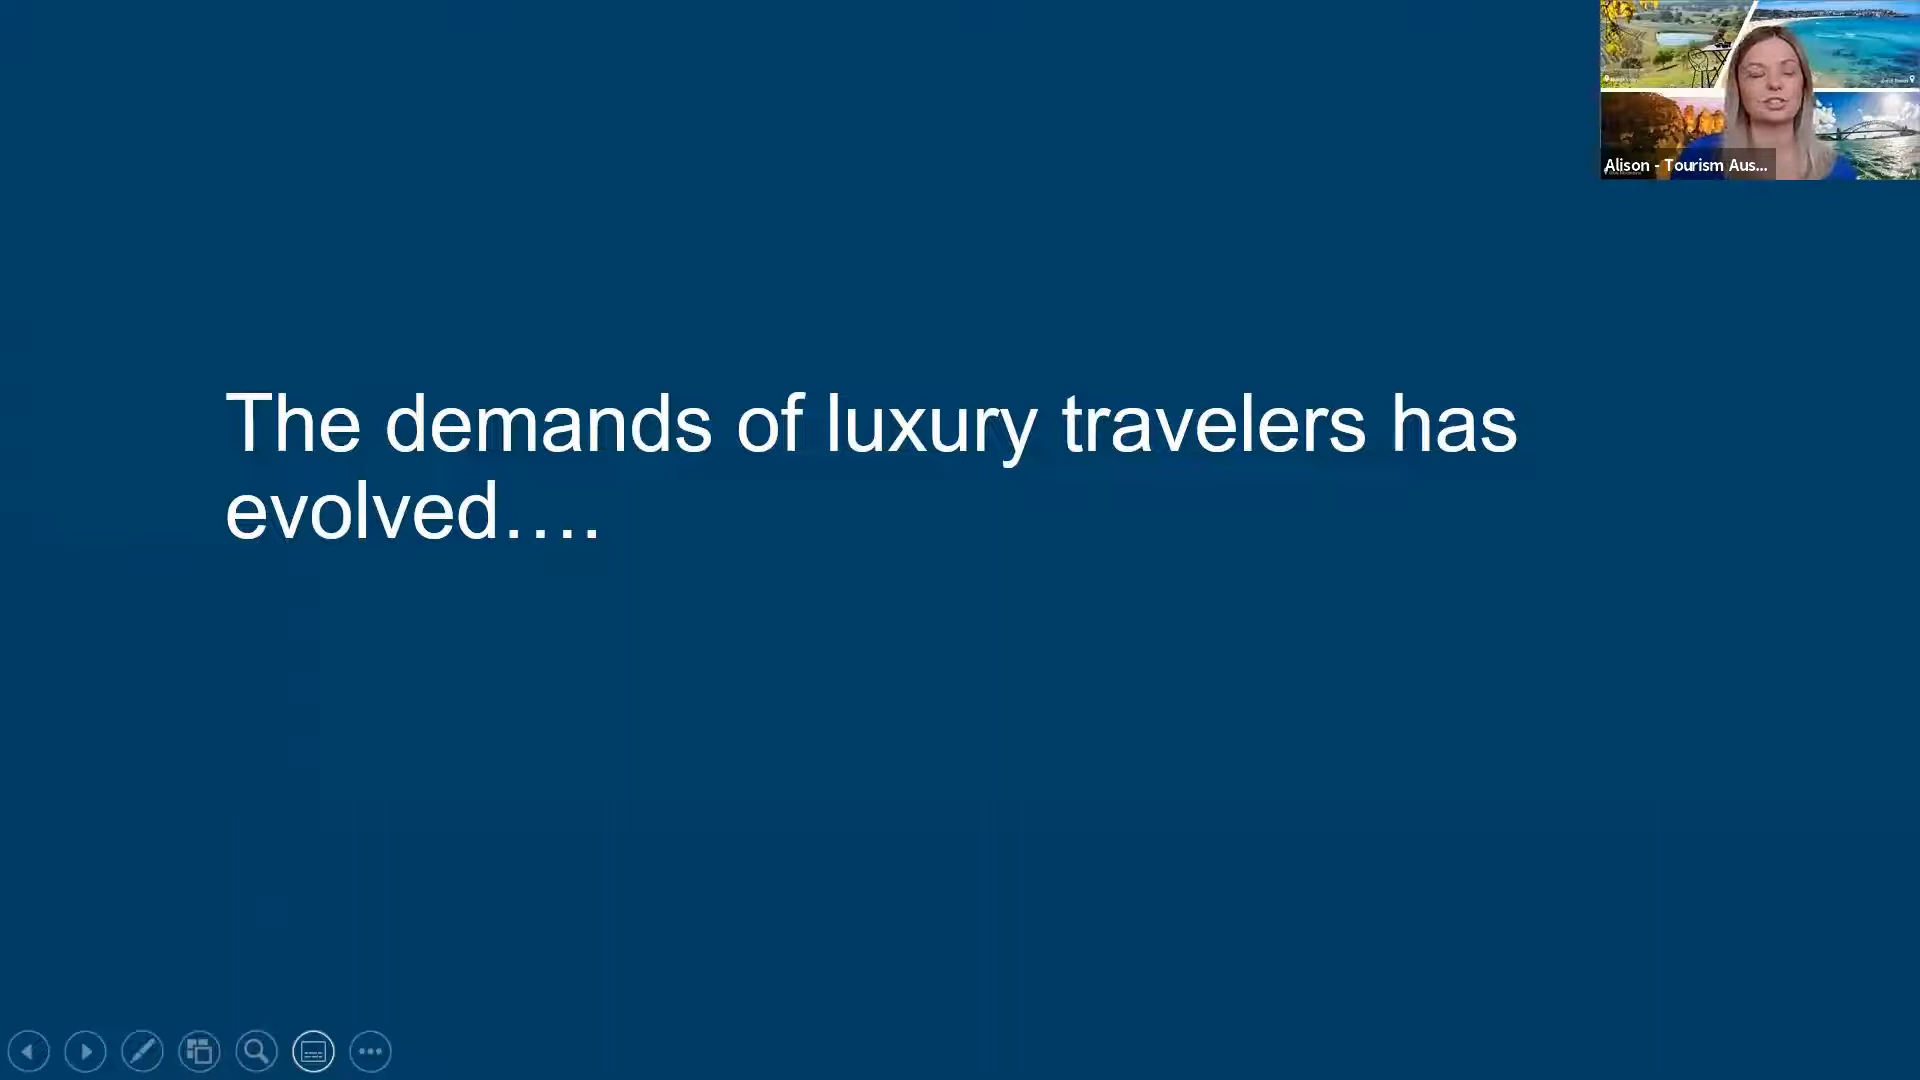 Alison - Tourism Aus...
The demands of luxury travelers has
evolved....